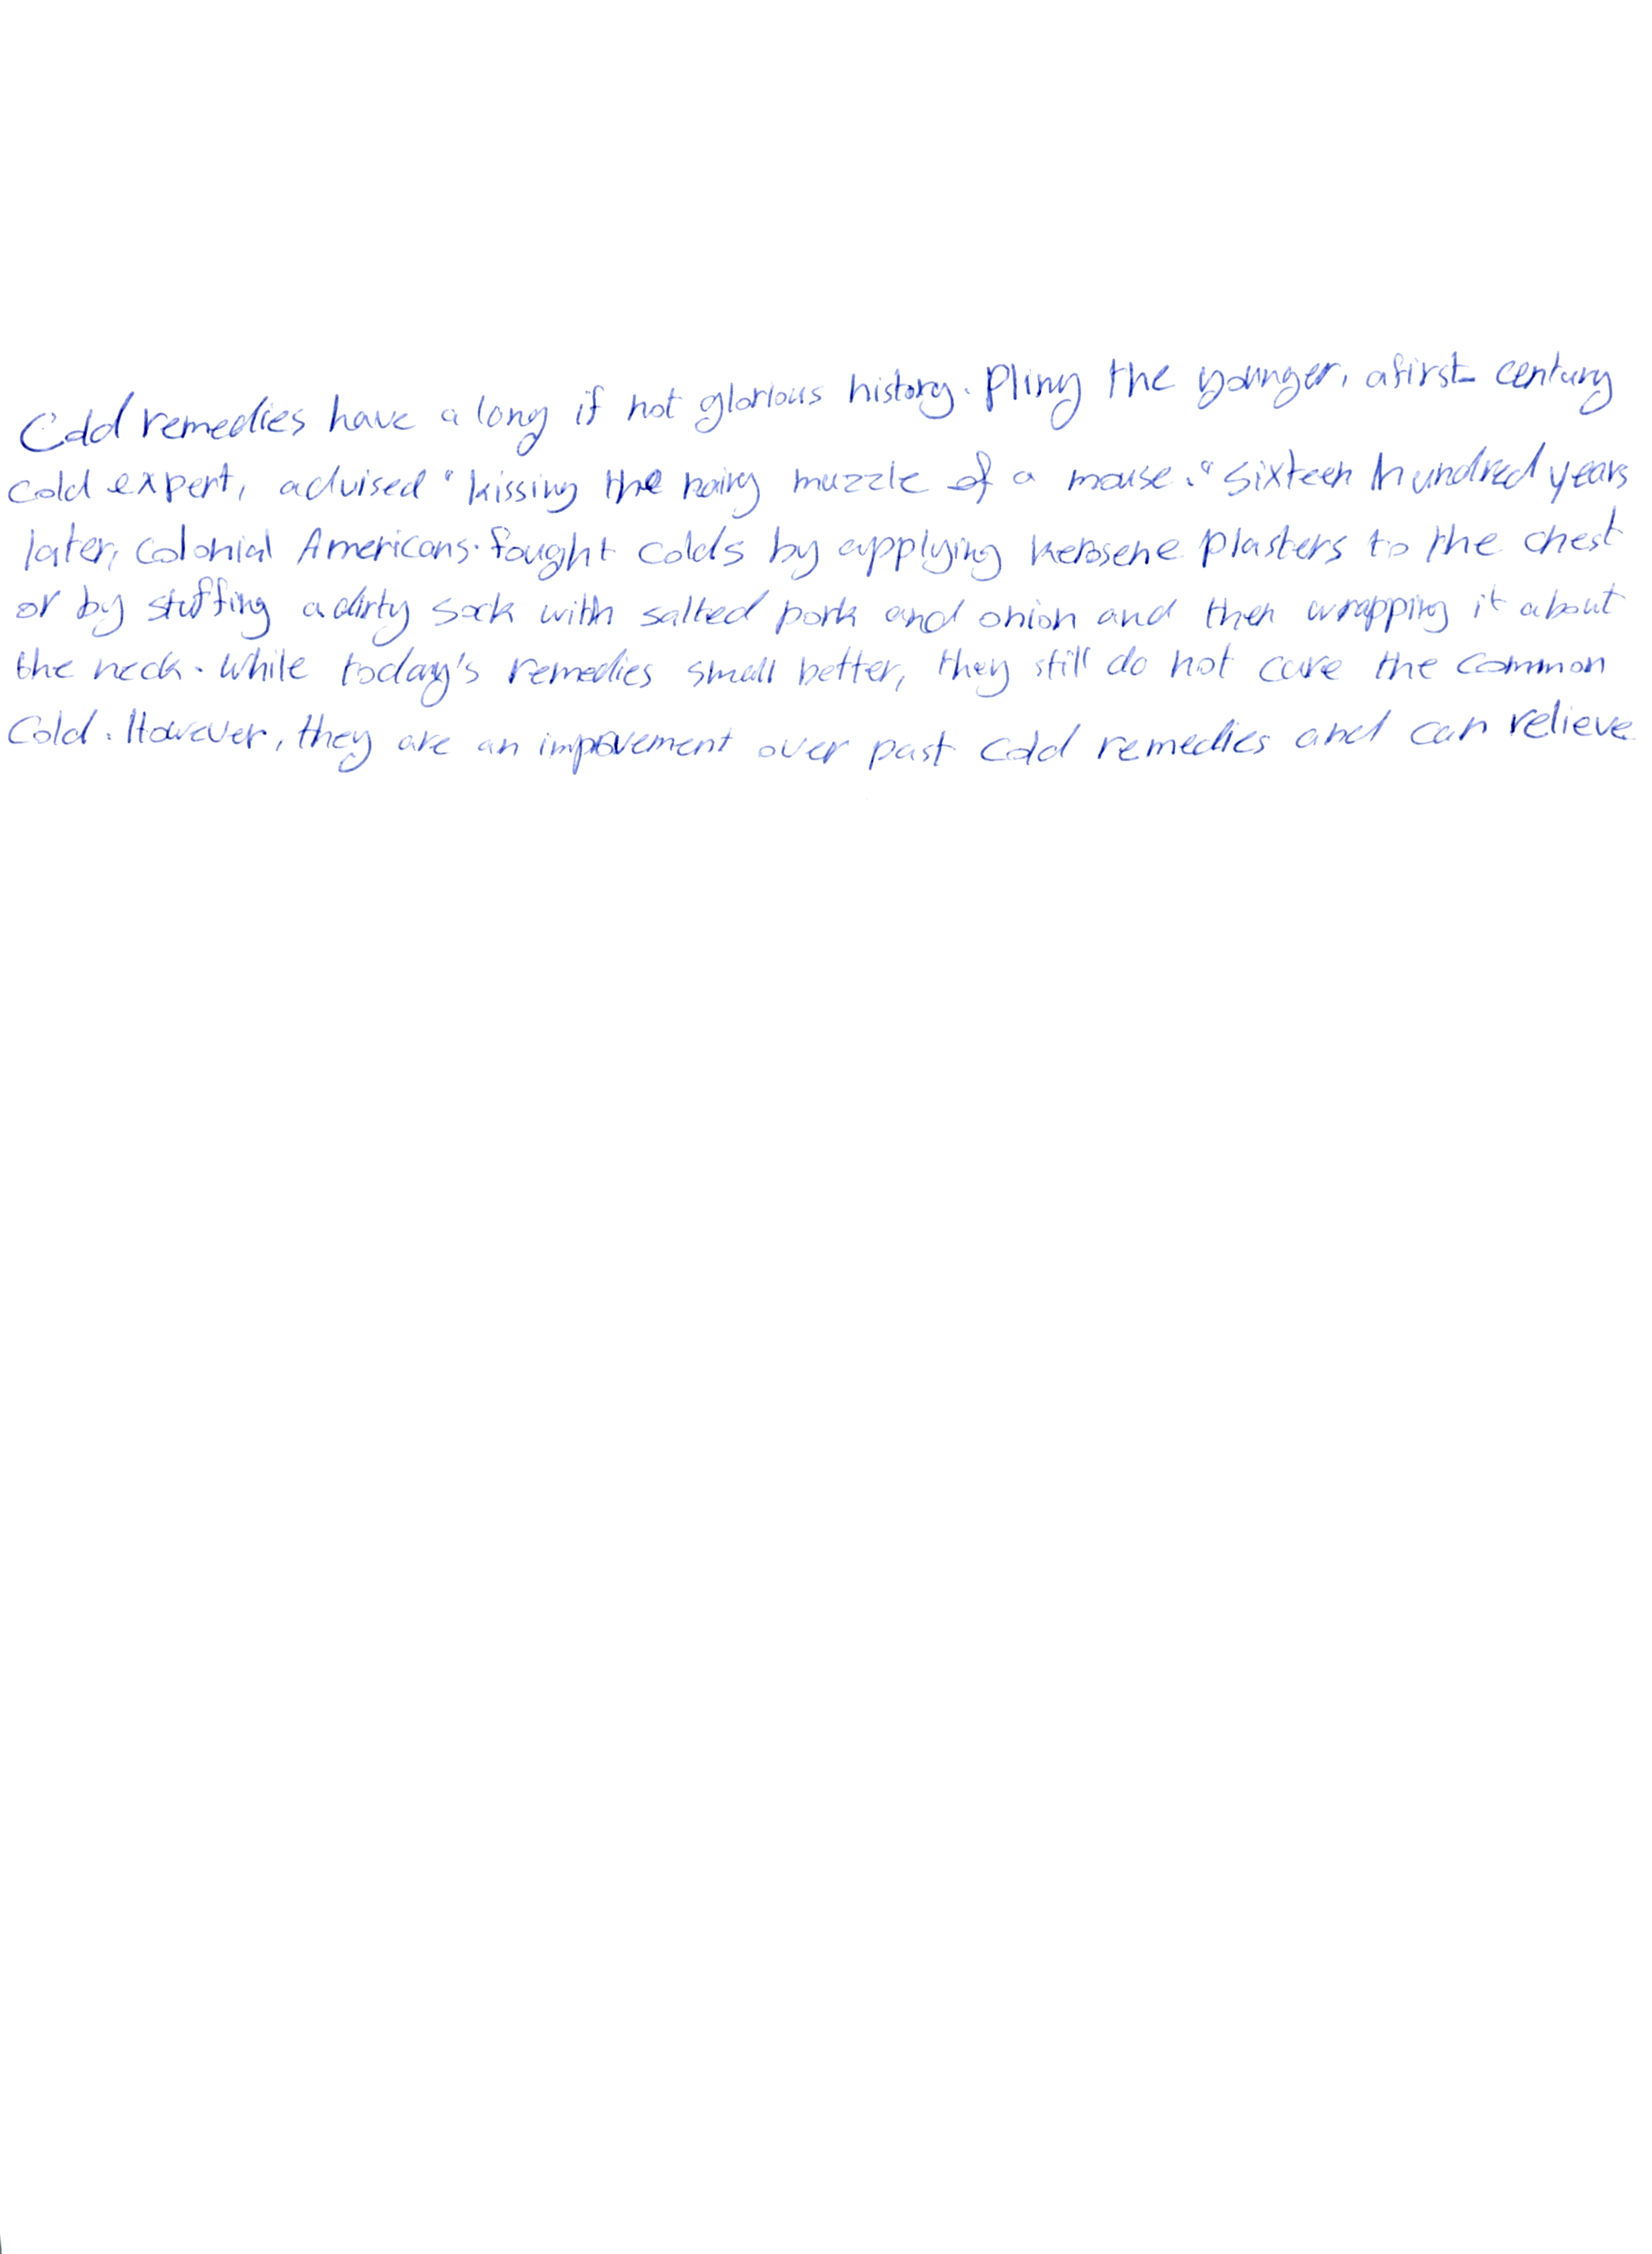 Cold remedies have a long if not glorious history. Pliny the younger, a first-century
cold expert, advised "kissing the hairy muzzle of a mouse." Sixteen hundred years
later, Colonial Americans. fought colds by applying kerosene plasters to the chest
or by stuffing a dirty sock with salted pork and onion and then wrapping it about
the neck. While today's remedies small better, they still do not cure the common
Cold. However, they are an improvement over past cold remedies and can relieve